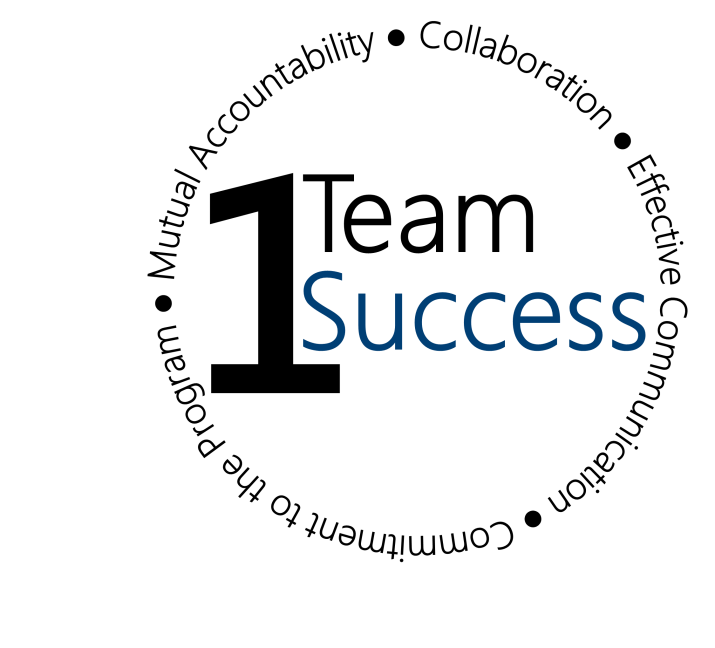 1 Team
Success
• Mutual Accountability • Collaboration • Effective Communication • Commitment to the Program